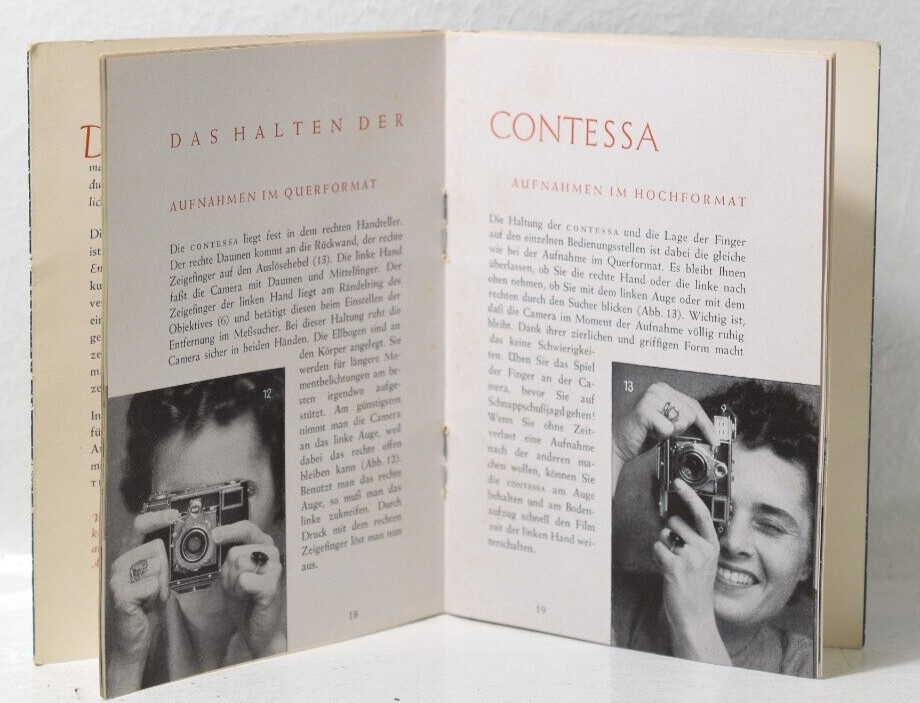 DAS HALTEN DER
AUFNAHMEN IM QUERFORMAT
Die CONTESSA liegt fest in dem rechten Handteller.
Der rechte Daumen kommt an die Rückwand, der rechte
Zeigefinger auf den Auslösehebel (13). Die linke Hand
faßt die Camera mit Daumen und Mittelfinger. Der
Zeigefinger der linken Hand liegt am Rändelring des
Objektives (6) und betätigt diesen beim Einstellen der
Entfernung im Meßsucher. Bei dieser Haltung ruht die
Camera sicher in beiden Händen. Die Ellbogen sind an
den Körper angelegt. Sie
werden für längere Mo-
mentbelichtungen am be-
sten irgendwo aufge-
stützt. Am günstigsten
nimmt man die Camera
an das linke Auge, weil
dabei das rechte offen
bleiben kann (Abb. 12).
Benutzt man das rechte
Auge, so muß man das
linke zukneifen. Durch
Druck mit dem rechten
Zeigefinger löst man nun
aus.
12
18
CONTESSA
AUFNAHMEN IM HOCHFORMAT
Die Haltung der CONTESSA und die Lage der Finger
auf den einzelnen Bedienungsstellen ist dabei die gleiche
wie bei der Aufnahme im Querformat. Es bleibt Ihnen
überlassen, ob Sie die rechte Hand oder die linke nach
oben nehmen, ob Sie mit dem linken Auge oder mit dem
rechten durch den Sucher blicken (Abb. 13). Wichtig ist,
daß die Camera im Moment der Aufnahme völlig ruhig
bleibt. Dank ihrer zierlichen und griffigen Form macht
das keine Schwierigkei-
ten. Üben Sie das Spiel
der Finger an der Ca-
mera, bevor Sie auf
Schnappschußjagd gehen!
Wenn Sie ohne Zeit-
verlust eine Aufnahme
nach der anderen ma-
chen wollen, können Sie
die CONTESSA am Auge
behalten und am Boden-
aufzug schnell den Film
mit der linken Hand wei-
terschalten.
13
19